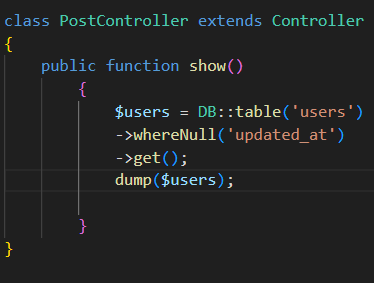 class PostController extends Controller
{
public function show()
{
$users = DB::table('users')
->whereNull('updated_at')
->get();
dump($users);
}
}